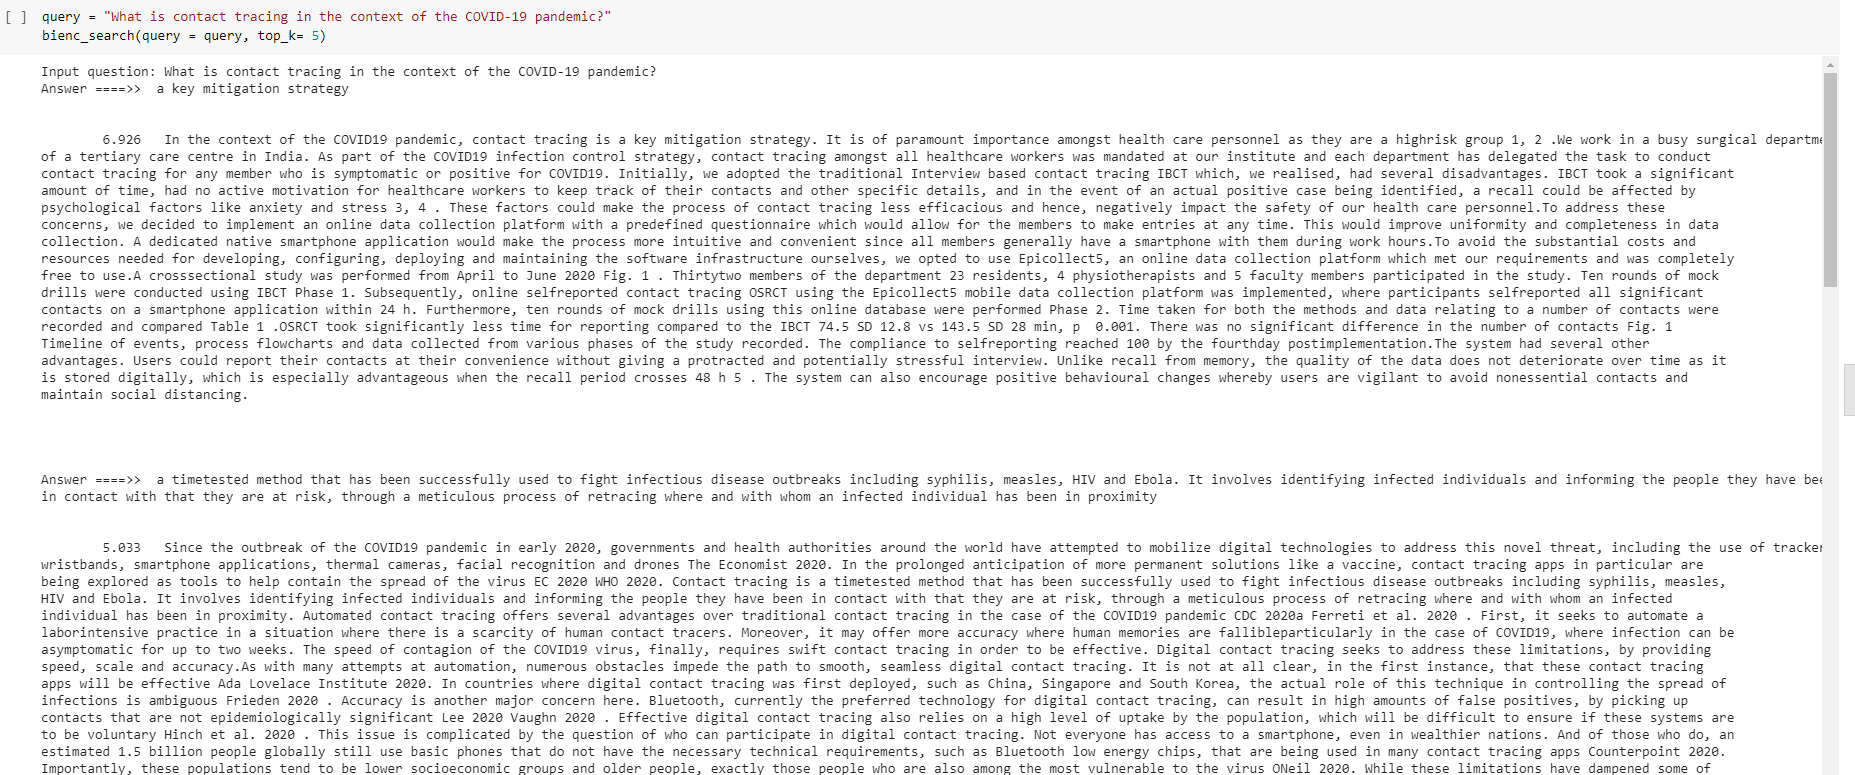 [ ] query = "What is contact tracing in the context of the COVID-19 pandemic?"
bienc_search(query = query, top_k= 5)
Input question: What is contact tracing in the context of the COVID-19 pandemic?
Answer ====>>  a key mitigation strategy
6.926   In the context of the COVID19 pandemic, contact tracing is a key mitigation strategy. It is of paramount importance amongst health care personnel as they are a highrisk group 1, 2 .We work in a busy surgical departme
of a tertiary care centre in India. As part of the COVID19 infection control strategy, contact tracing amongst all healthcare workers was mandated at our institute and each department has delegated the task to conduct
contact tracing for any member who is symptomatic or positive for COVID19. Initially, we adopted the traditional Interview based contact tracing IBCT which, we realised, had several disadvantages. IBCT took a significant
amount of time, had no active motivation for healthcare workers to keep track of their contacts and other specific details, and in the event of an actual positive case being identified, a recall could be affected by
psychological factors like anxiety and stress 3, 4 . These factors could make the process of contact tracing less efficacious and hence, negatively impact the safety of our health care personnel.To address these
concerns, we decided to implement an online data collection platform with a predefined questionnaire which would allow for the members to make entries at any time. This would improve uniformity and completeness in data
collection. A dedicated native smartphone application would make the process more intuitive and convenient since all members generally have a smartphone with them during work hours.To avoid the substantial costs and
resources needed for developing, configuring, deploying and maintaining the software infrastructure ourselves, we opted to use Epicollect5, an online data collection platform which met our requirements and was completely
free to use.A crosssectional study was performed from April to June 2020 Fig. 1 . Thirtytwo members of the department 23 residents, 4 physiotherapists and 5 faculty members participated in the study. Ten rounds of mock
drills were conducted using IBCT Phase 1. Subsequently, online selfreported contact tracing OSRCT using the Epicollect5 mobile data collection platform was implemented, where participants selfreported all significant
contacts on a smartphone application within 24 h. Furthermore, ten rounds of mock drills using this online database were performed Phase 2. Time taken for both the methods and data relating to a number of contacts were
recorded and compared Table 1 .OSRCT took significantly less time for reporting compared to the IBCT 74.5 SD 12.8 vs 143.5 SD 28 min, p  0.001. There was no significant difference in the number of contacts Fig. 1
Timeline of events, process flowcharts and data collected from various phases of the study recorded. The compliance to selfreporting reached 100 by the fourthday postimplementation.The system had several other
advantages. Users could report their contacts at their convenience without giving a protracted and potentially stressful interview. Unlike recall from memory, the quality of the data does not deteriorate over time as it
is stored digitally, which is especially advantageous when the recall period crosses 48 h 5 . The system can also encourage positive behavioural changes whereby users are vigilant to avoid nonessential contacts and
maintain social distancing.
Answer ====>>  a timetested method that has been successfully used to fight infectious disease outbreaks including syphilis, measles, HIV and Ebola. It involves identifying infected individuals and informing the people they have bee
in contact with that they are at risk, through a meticulous process of retracing where and with whom an infected individual has been in proximity
5.033   Since the outbreak of the COVID19 pandemic in early 2020, governments and health authorities around the world have attempted to mobilize digital technologies to address this novel threat, including the use of tracker
wristbands, smartphone applications, thermal cameras, facial recognition and drones The Economist 2020. In the prolonged anticipation of more permanent solutions like a vaccine, contact tracing apps in particular are
being explored as tools to help contain the spread of the virus EC 2020 WHO 2020. Contact tracing is a timetested method that has been successfully used to fight infectious disease outbreaks including syphilis, measles,
HIV and Ebola. It involves identifying infected individuals and informing the people they have been in contact with that they are at risk, through a meticulous process of retracing where and with whom an infected
individual has been in proximity. Automated contact tracing offers several advantages over traditional contact tracing in the case of the COVID19 pandemic CDC 2020a Ferreti et al. 2020 . First, it seeks to automate a
laborintensive practice in a situation where there is a scarcity of human contact tracers. Moreover, it may offer more accuracy where human memories are fallibleparticularly in the case of COVID19, where infection can be
asymptomatic for up to two weeks. The speed of contagion of the COVID19 virus, finally, requires swift contact tracing in order to be effective. Digital contact tracing seeks to address these limitations, by providing
speed, scale and accuracy.As with many attempts at automation, numerous obstacles impede the path to smooth, seamless digital contact tracing. It is not at all clear, in the first instance, that these contact tracing
apps will be effective Ada Lovelace Institute 2020. In countries where digital contact tracing was first deployed, such as China, Singapore and South Korea, the actual role of this technique in controlling the spread of
infections is ambiguous Frieden 2020 . Accuracy is another major concern here. Bluetooth, currently the preferred technology for digital contact tracing, can result in high amounts of false positives, by picking up
contacts that are not epidemiologically significant Lee 2020 Vaughn 2020 . Effective digital contact tracing also relies on a high level of uptake by the population, which will be difficult to ensure if these systems are
to be voluntary Hinch et al. 2020 . This issue is complicated by the question of who can participate in digital contact tracing. Not everyone has access to a smartphone, even in wealthier nations. And of those who do, an
estimated 1.5 billion people globally still use basic phones that do not have the necessary technical requirements, such as Bluetooth low energy chips, that are being used in many contact tracing apps Counterpoint 2020.
Importantly, these populations tend to be lower socioeconomic groups and older people, exactly those people who are also among the most vulnerable to the virus ONeil 2020. While these limitations have dampened some of